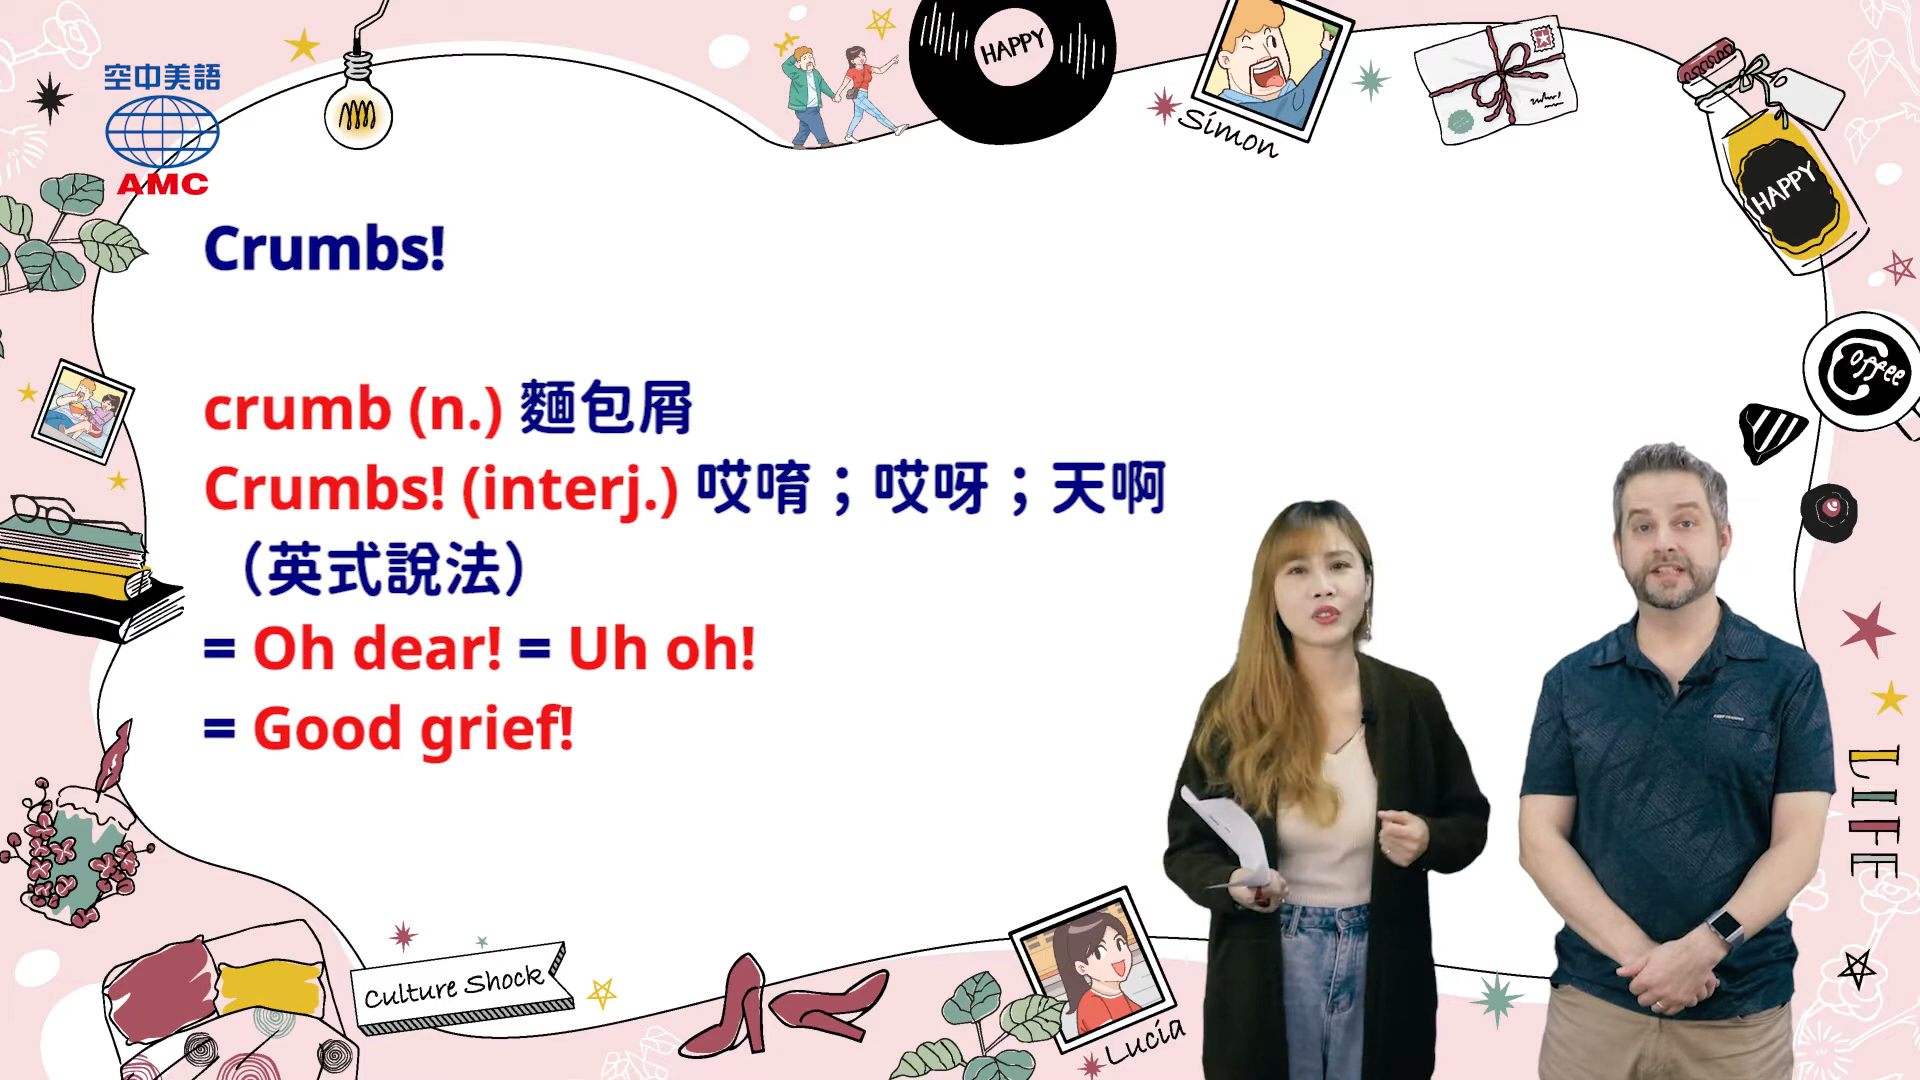 空中美語
AMC
HAPPY
Simon
HAPPY
Coffee
Crumbs!
crumb (n.) 麵包屑
Crumbs! (interj.) 哎唷；哎呀；天啊
（英式說法）
= Oh dear! = Uh oh!
= Good grief!
LIFE
Culture Shock
Lucia